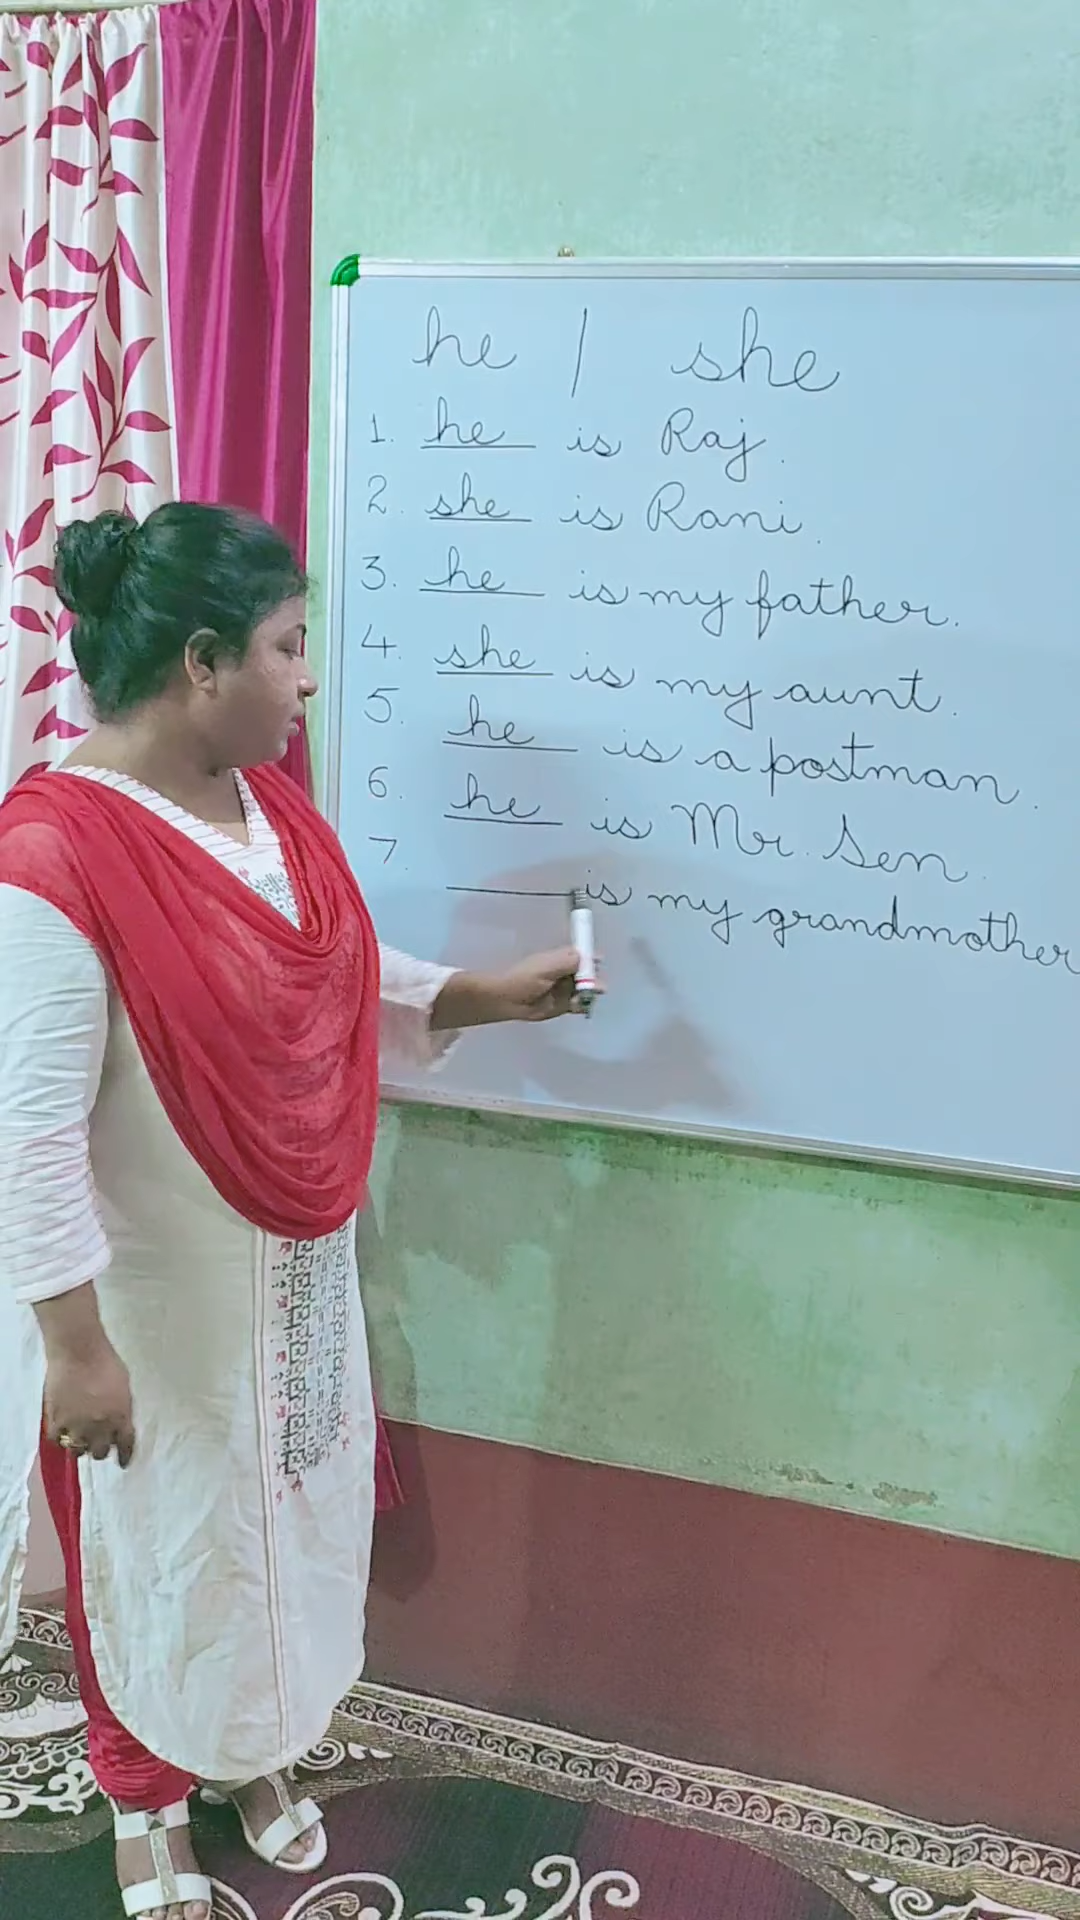 he / she
1. he is Raj.
2. she is Rani.
3. he is my father.
4. she is my aunt.
5. he is a postman.
6. he is Mr. Sen.
7. ______ is my grandmother